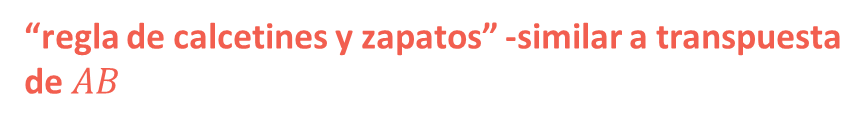 “regla de calcetines y zapatos” -similar a transpuesta
de AB